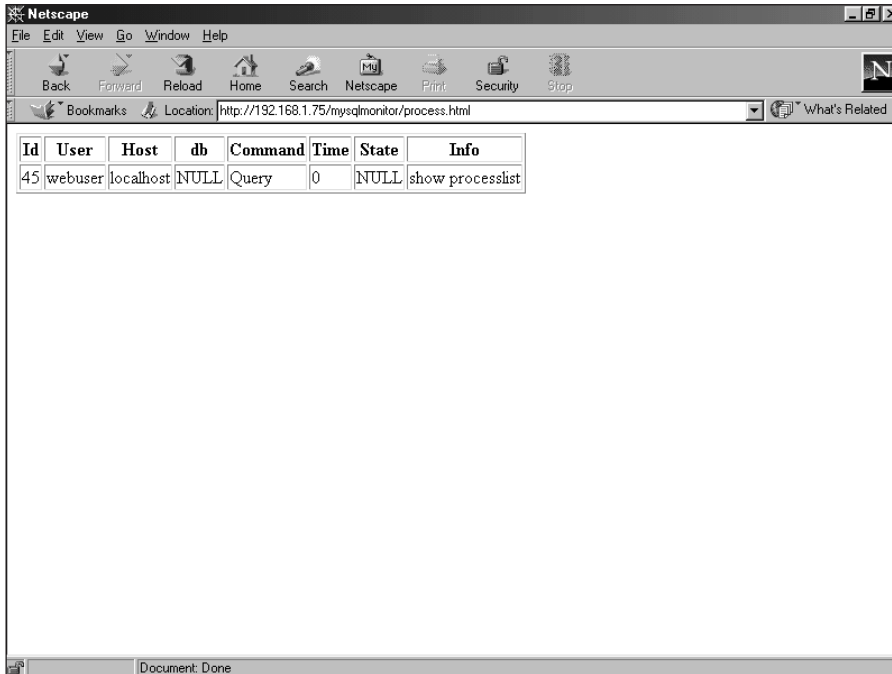 Netscape
File Edit View Go Window Help
My
Back Forward Reload Home Search Netscape Print Security Stop
N
Bookmarks Location: http://192.168.1.75/mysqlmonitor/process.html What's Related
Id User Host db Command Time State Info
45 webuser localhost NULL Query 0 NULL show processlist
Document: Done